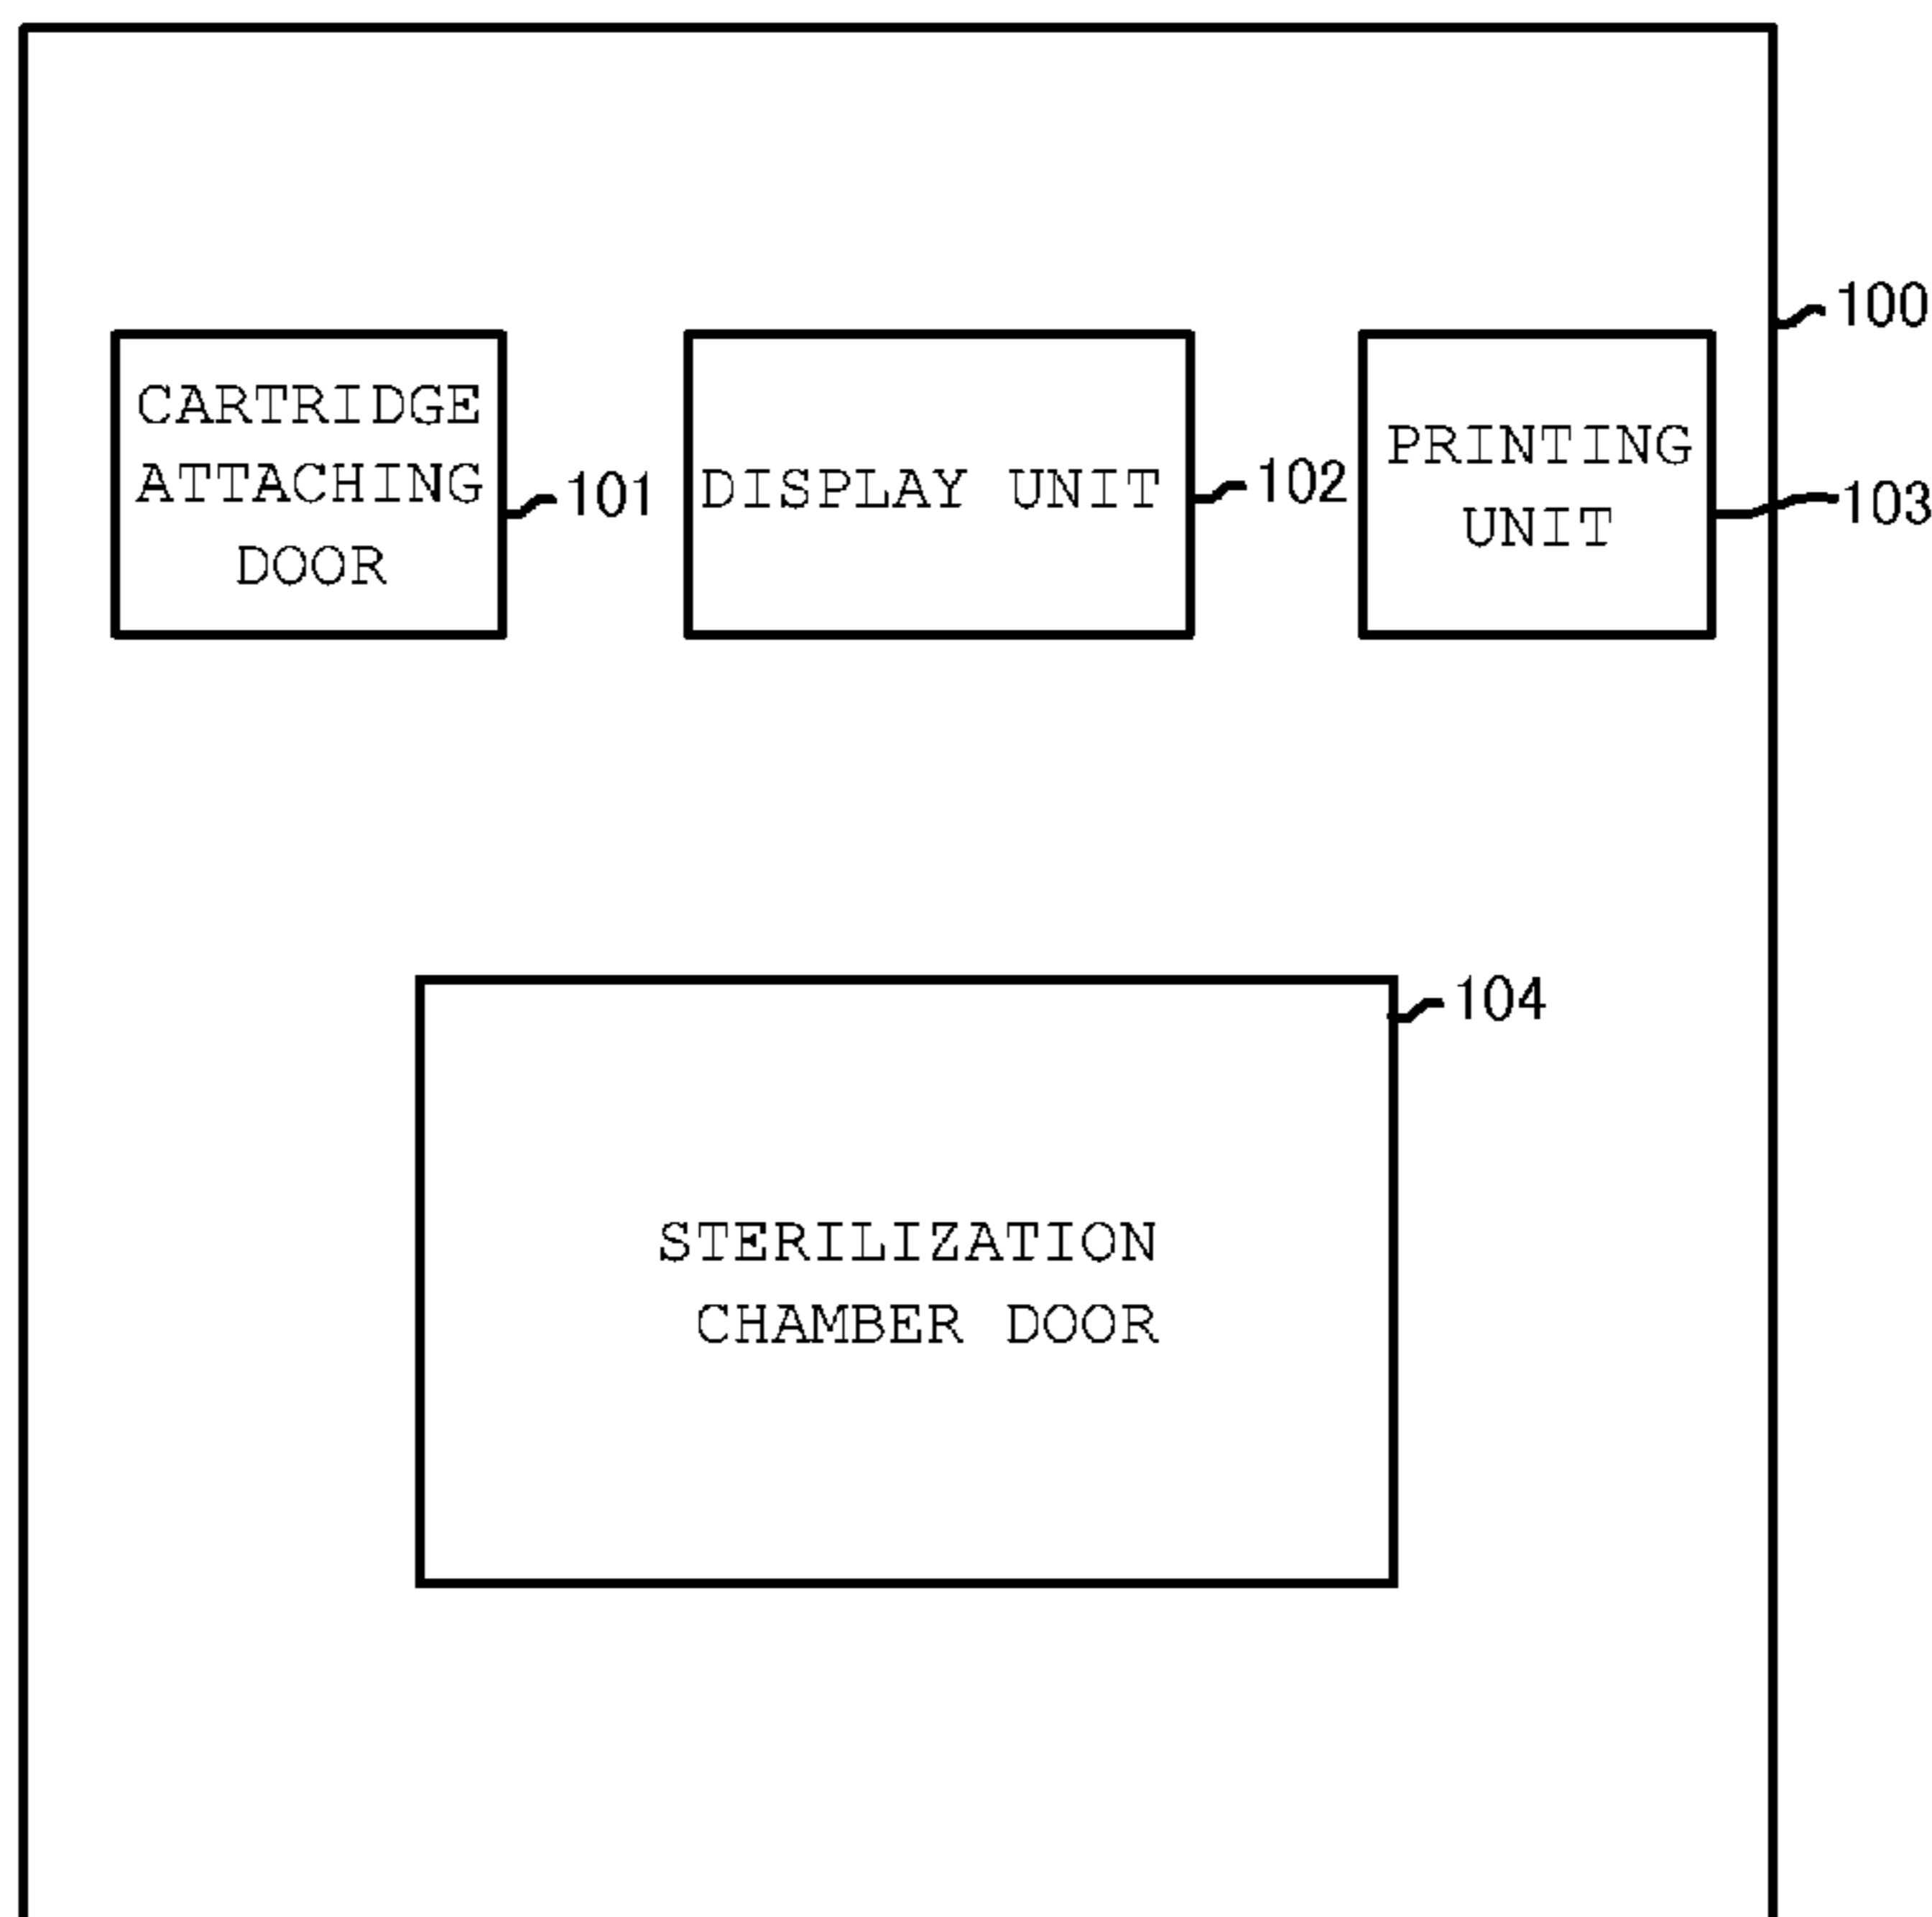 100
CARTRIDGE
ATTACHING
DOOR
101
DISPLAY UNIT
102
PRINTING
UNIT
103
104
STERILIZATION
CHAMBER DOOR